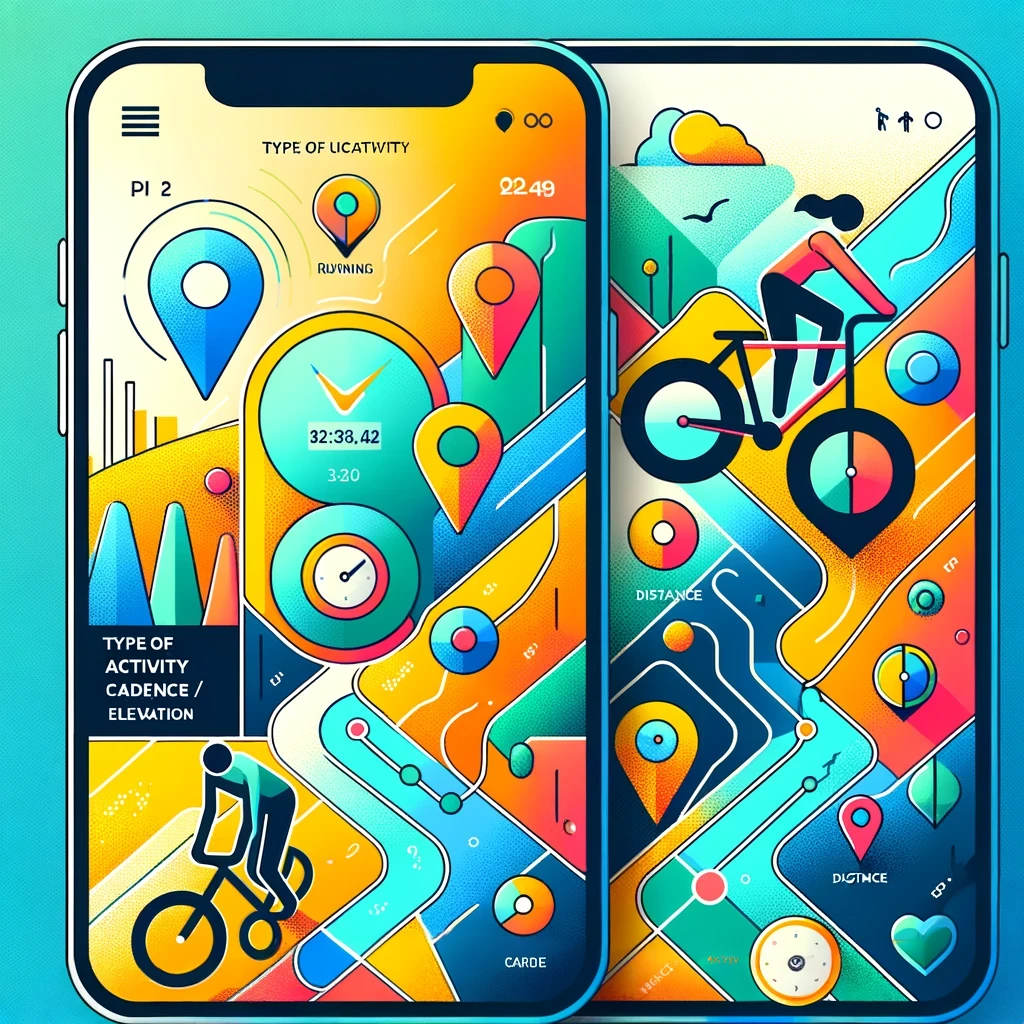 TYPE OF UCATWITY
PI 2
22.49
RUNNING
32:38.42
3:20
DISTANCE
TYPE OF
ACTIVITY
CADENCE /
ELEVATION
DISTNCE
CARDE